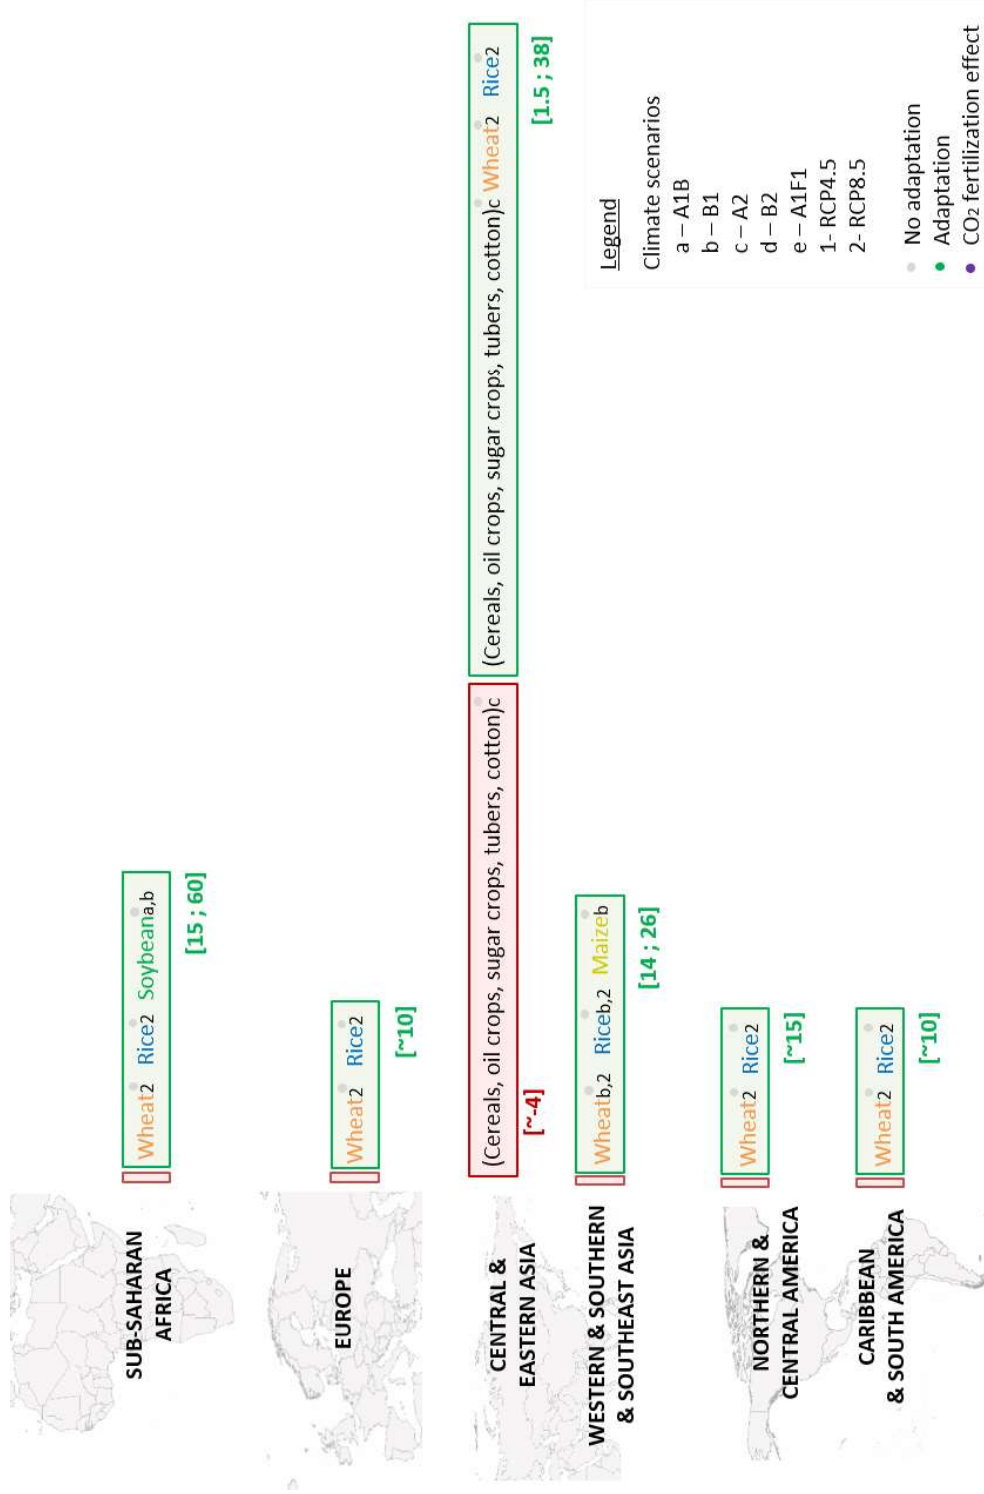 SUB-SAHARAN
AFRICA
Wheat2 Rice2 Soybeana,b
[15 ; 60]
EUROPE
Wheat2 Rice2
[~10]
CENTRAL &
EASTERN ASIA
(Cereals, oil crops, sugar crops, tubers, cotton)c
[~-4]
(Cereals, oil crops, sugar crops, tubers, cotton)c Wheat2 Rice2
[1.5 ; 38]
WESTERN & SOUTHERN
& SOUTHEAST ASIA
Wheatb,2 Riceb,2 Maizeb
[14 ; 26]
NORTHERN &
CENTRAL AMERICA
Wheat2 Rice2
[~15]
CARIBBEAN
& SOUTH AMERICA
Wheat2 Rice2
[~10]
Legend
Climate scenarios
a – A1B
b – B1
c – A2
d – B2
e – A1F1
1- RCP4.5
2- RCP8.5
No adaptation
Adaptation
CO2 fertilization effect